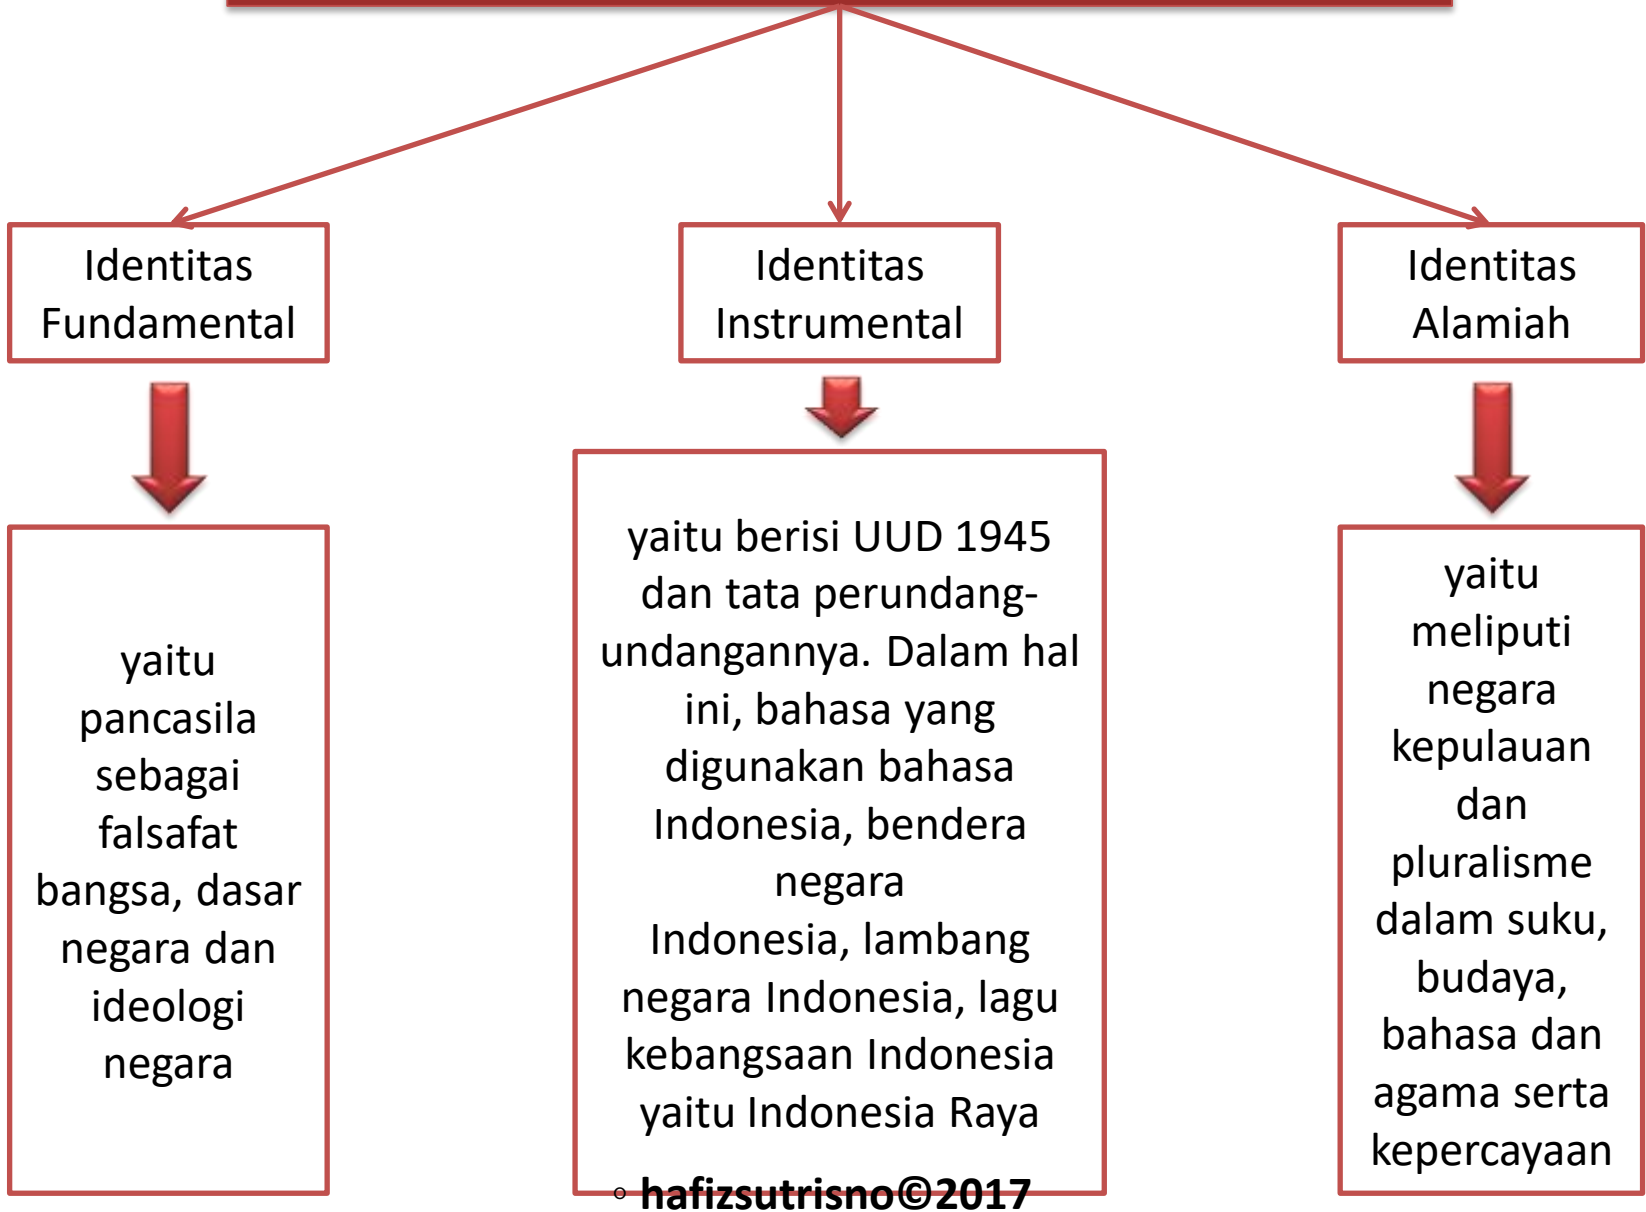 Identitas
Fundamental
Identitas
Instrumental
Identitas
Alamiah
yaitu
pancasila
sebagai
falsafat
bangsa, dasar
negara dan
ideologi
negara
yaitu berisi UUD 1945
dan tata perundang-
undangannya. Dalam hal
ini, bahasa yang
digunakan bahasa
Indonesia, bendera
negara
Indonesia, lambang
negara Indonesia, lagu
kebangsaan Indonesia
yaitu Indonesia Raya
yaitu
meliputi
negara
kepulauan
dan
pluralisme
dalam suku,
budaya,
bahasa dan
agama serta
kepercayaan
◦ hafizsutrisno©2017